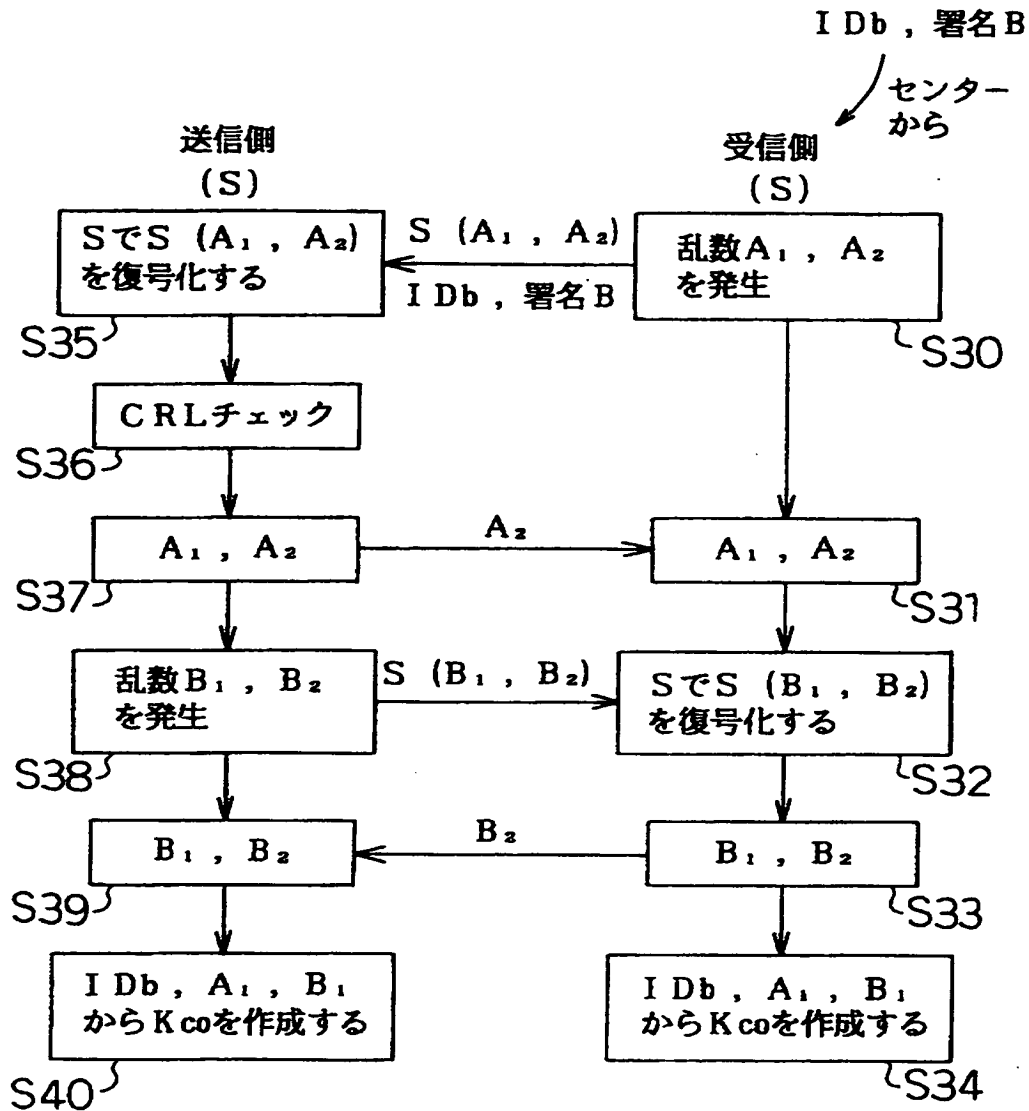 IDb，署名B
センター
から
送信側
(S)
受信側
(S)
SでS（A₁，A₂）
を復号化する
S35
S（A₁，A₂）
IDb，署名B
乱数A₁，A₂
を発生
S30
CRLチェック
S36
A₁，A₂
S37
A₂
A₁，A₂
S31
乱数B₁，B₂
を発生
S38
S（B₁，B₂）
SでS（B₁，B₂）
を復号化する
S32
B₁，B₂
S39
B₂
B₁，B₂
S33
IDb，A₁，B₁
からKcoを作成する
S40
IDb，A₁，B₁
からKcoを作成する
S34